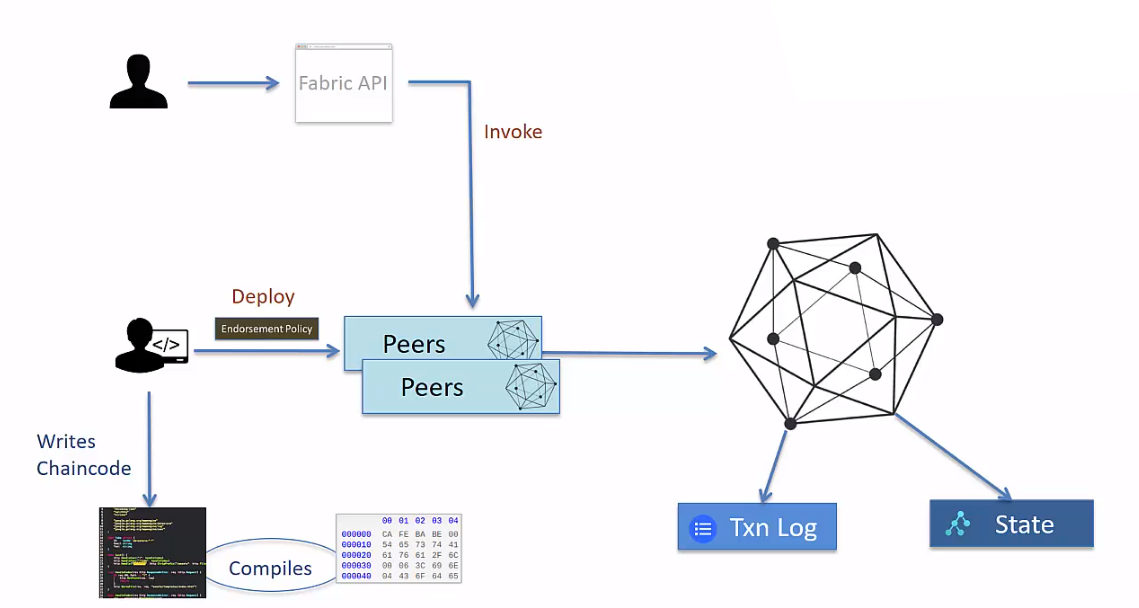 Fabric API
Invoke
Deploy
Endorsement Policy
</>
Peers
Peers
Writes
Chaincode
Txn Log
State
Compiles
00 01 02 03 04
000000 CA FE BA BE 00
000010 54 65 73 74 41
000020 61 76 61 2F 6C
000030 00 06 3C 69 6E
000040 04 43 6F 64 65